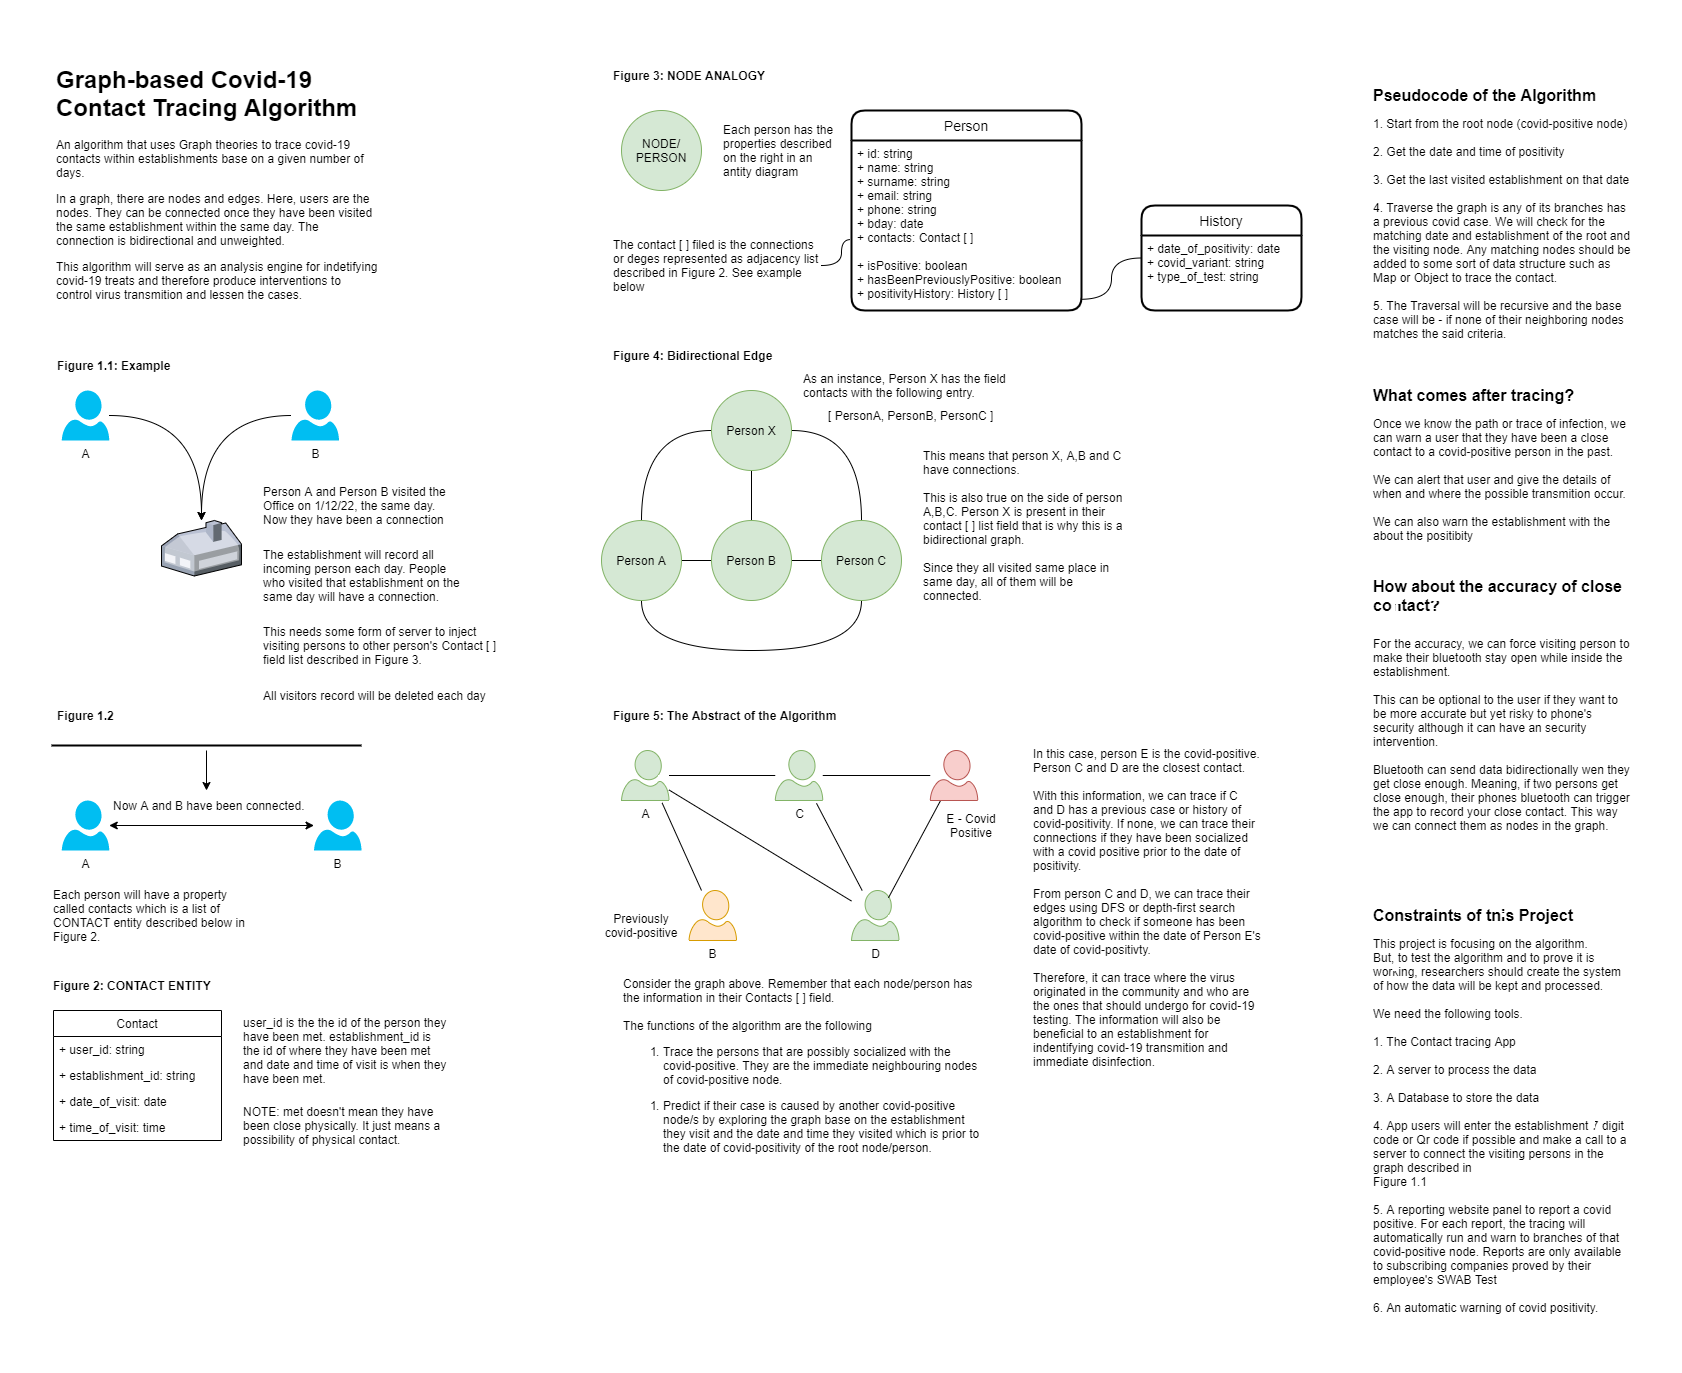 Graph-based Covid-19
Contact Tracing Algorithm
An algorithm that uses Graph theories to trace covid-19
contacts within establishments base on a given number of
days.
In a graph, there are nodes and edges. Here, users are the
nodes. They can be connected once they have been visited
the same establishment within the same day. The
connection is bidirectional and unweighted.
This algorithm will serve as an analysis engine for indetifying
covid-19 treats and therefore produce interventions to
control virus transmition and lessen the cases.
Figure 1.1: Example
A
B
Person A and Person B visited the
Office on 1/12/22, the same day.
Now they have been a connection
The establishment will record all
incoming person each day. People
who visited that establishment on the
same day will have a connection.
This needs some form of server to inject
visiting persons to other person's Contact [ ]
field list described in Figure 3.
All visitors record will be deleted each day
Figure 1.2
Now A and B have been connected.
A
B
Each person will have a property
called contacts which is a list of
CONTACT entity described below in
Figure 2.
Figure 2: CONTACT ENTITY
Contact
+ user_id: string
+ establishment_id: string
+ date_of_visit: date
+ time_of_visit: time
user_id is the the id of the person they
have been met. establishment_id is
the id of where they have been met
and date and time of visit is when they
have been met.
NOTE: met doesn't mean they have
been close physically. It just means a
possibility of physical contact.
Figure 3: NODE ANALOGY
NODE/
PERSON
Each person has the
properties described
on the right in an
antity diagram
The contact [ ] filed is the connections
or deges represented as adjacency list
described in Figure 2. See example
below
Person
+ id: string
+ name: string
+ surname: string
+ email: string
+ phone: string
+ bday: date
+ contacts: Contact [ ]
+ isPositive: boolean
+ hasBeenPreviouslyPositive: boolean
+ positivityHistory: History [ ]
History
+ date_of_positivity: date
+ covid_variant: string
+ type_of_test: string
Figure 4: Bidirectional Edge
As an instance, Person X has the field
contacts with the following entry.
[ PersonA, PersonB, PersonC ]
Person X
Person A
Person B
Person C
This means that person X, A,B and C
have connections.
This is also true on the side of person
A,B,C. Person X is present in their
contact [ ] list field that is why this is a
bidirectional graph.
Since they all visited same place in
same day, all of them will be
connected.
Figure 5: The Abstract of the Algorithm
A
C
E - Covid
Positive
Previously
covid-positive
B
D
In this case, person E is the covid-positive.
Person C and D are the closest contact.
With this information, we can trace if C
and D has a previous case or history of
covid-positivity. If none, we can trace their
connections if they have been socialized
with a covid positive prior to the date of
positivity.
From person C and D, we can trace their
edges using DFS or depth-first search
algorithm to check if someone has been
covid-positive within the date of Person E's
date of covid-positivty.
Therefore, it can trace where the virus
originated in the community and who are
the ones that should undergo for covid-19
testing. The information will also be
beneficial to an establishment for
indentifying covid-19 transmition and
immediate disinfection.
Consider the graph above. Remember that each node/person has
the information in their Contacts [ ] field.
The functions of the algorithm are the following
1. Trace the persons that are possibly socialized with the
covid-positive. They are the immediate neighbouring nodes
of covid-positive node.
1. Predict if their case is caused by another covid-positive
node/s by exploring the graph base on the establishment
they visit and the date and time they visited which is prior to
the date of covid-positivity of the root node/person.
Pseudocode of the Algorithm
1. Start from the root node (covid-positive node)
2. Get the date and time of positivity
3. Get the last visited establishment on that date
4. Traverse the graph is any of its branches has
a previous covid case. We will check for the
matching date and establishment of the root and
the visiting node. Any matching nodes should be
added to some sort of data structure such as
Map or Object to trace the contact.
5. The Traversal will be recursive and the base
case will be - if none of their neighboring nodes
matches the said criteria.
What comes after tracing?
Once we know the path or trace of infection, we
can warn a user that they have been a close
contact to a covid-positive person in the past.
We can alert that user and give the details of
when and where the possible transmition occur.
We can also warn the establishment with the
about the positibity
How about the accuracy of close
contact?
For the accuracy, we can force visiting person to
make their bluetooth stay open while inside the
establishment.
This can be optional to the user if they want to
be more accurate but yet risky to phone's
security although it can have an security
intervention.
Bluetooth can send data bidirectionally wen they
get close enough. Meaning, if two persons get
close enough, their phones bluetooth can trigger
the app to record your close contact. This way
we can connect them as nodes in the graph.
Constraints of this Project
This project is focusing on the algorithm.
But, to test the algorithm and to prove it is
working, researchers should create the system
of how the data will be kept and processed.
We need the following tools.
1. The Contact tracing App
2. A server to process the data
3. A Database to store the data
4. App users will enter the establishment digit
code or Qr code if possible and make a call to a
server to connect the visiting persons in the
graph described in
Figure 1.1
5. A reporting website panel to report a covid
positive. For each report, the tracing will
automatically run and warn to branches of that
covid-positive node. Reports are only available
to subscribing companies proved by their
employee's SWAB Test
6. An automatic warning of covid positivity.